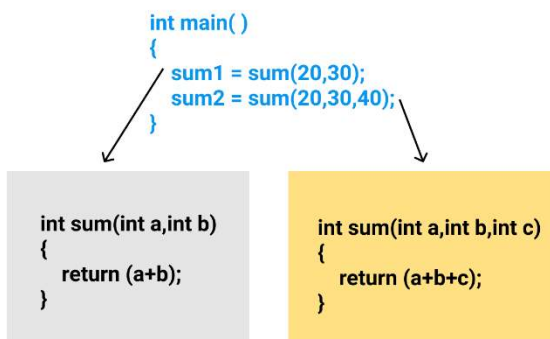 int main( )
{
sum1 = sum(20,30);
sum2 = sum(20,30,40);
}
int sum(int a,int b)
{
return (a+b);
}
int sum(int a,int b,int c)
{
return (a+b+c);
}